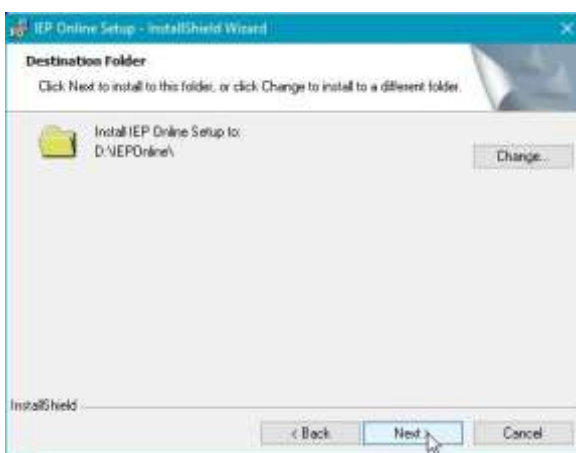 IEP Online Setup - InstallShield Wizard
Destination Folder
Click Next to install to this folder, or click Change to install to a different folder.
Install IEP Online Setup to:
D:\IEPOnline\
Change...
InstallShield
< Back
Next >
Cancel